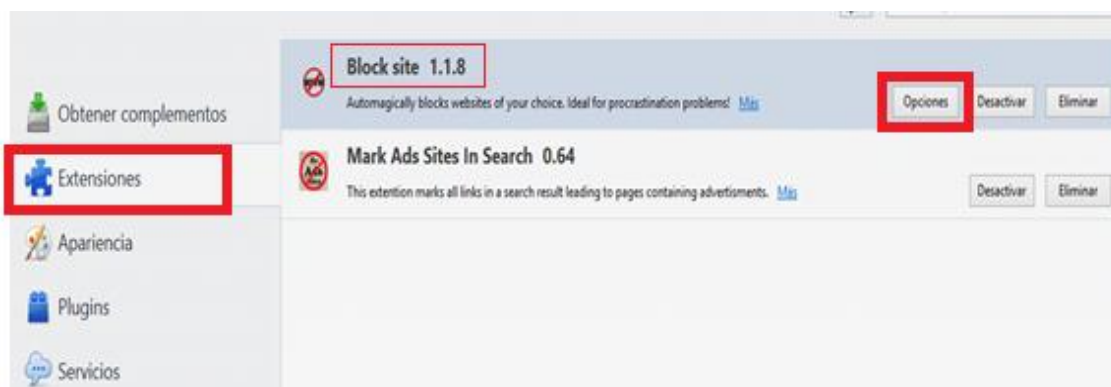 Block site 1.1.8
Automagically blocks websites of your choice. Ideal for procrastination problems! Más
Opciones Desactivar Eliminar
Mark Ads Sites In Search 0.64
This extention marks all links in a search result leading to pages containing advertisments. Más
Desactivar Eliminar
Obtener complementos
Extensiones
Apariencia
Plugins
Servicios